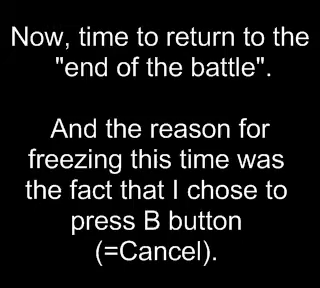 Now, time to return to the
"end of the battle".
And the reason for
freezing this time was
the fact that I chose to
press B button
(=Cancel).